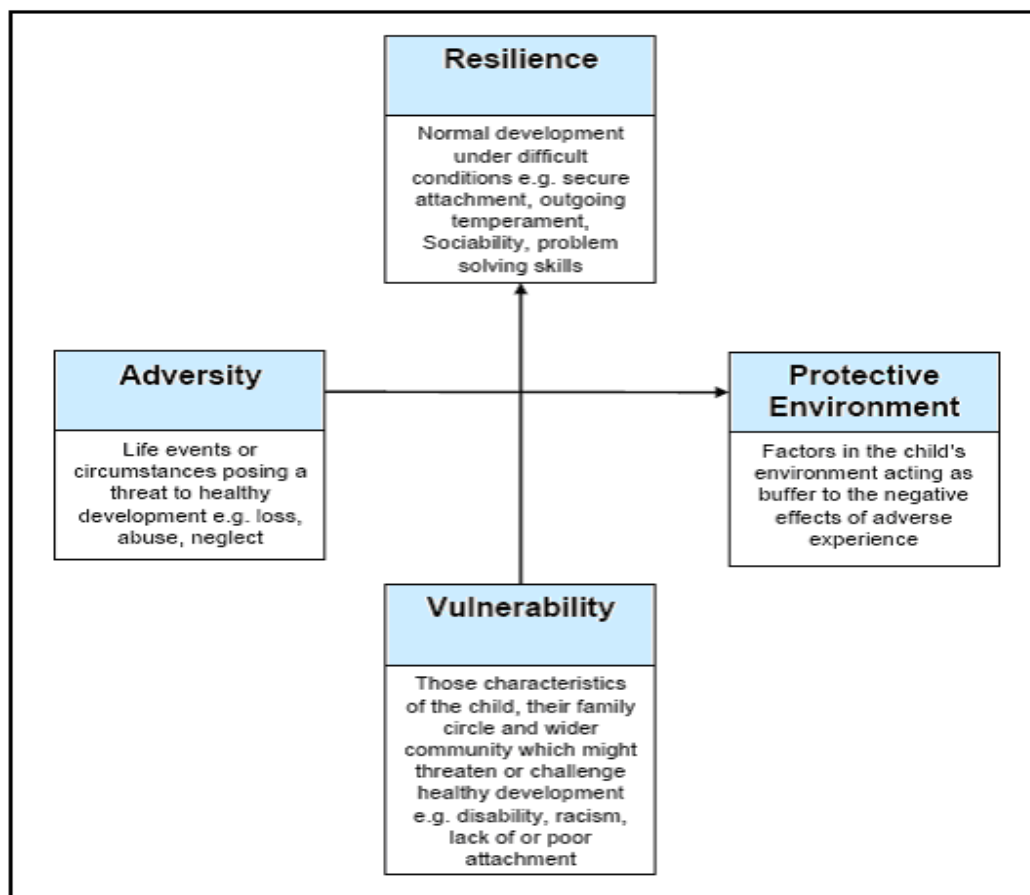 Resilience
Normal development
under difficult
conditions e.g. secure
attachment, outgoing
temperament,
Sociability, problem
solving skills
Adversity
Life events or
circumstances posing a
threat to healthy
development e.g. loss,
abuse, neglect
Protective
Environment
Factors in the child's
environment acting as
buffer to the negative
effects of adverse
experience
Vulnerability
Those characteristics
of the child, their family
circle and wider
community which might
threaten or challenge
healthy development
e.g. disability, racism,
lack of or poor
attachment